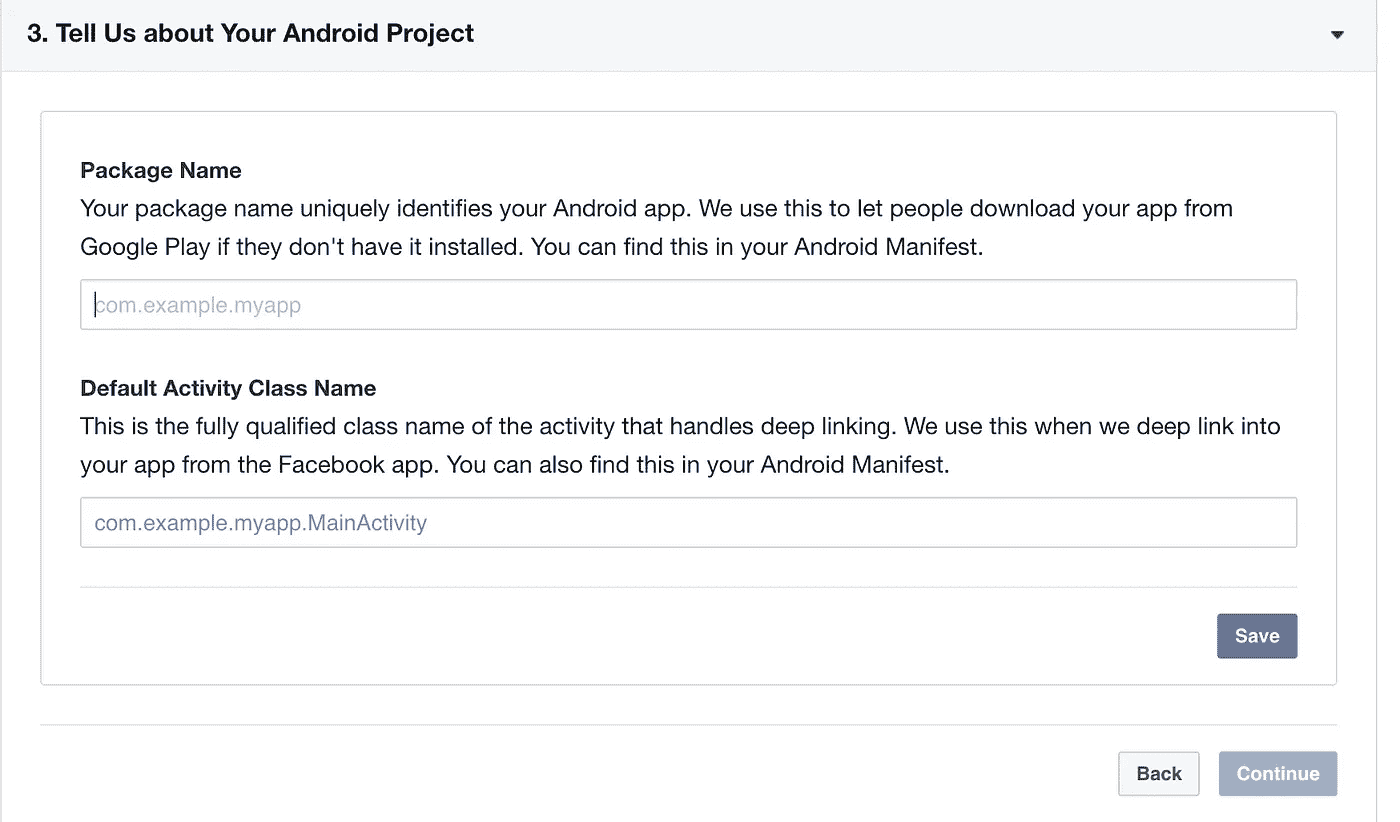 3. Tell Us about Your Android Project
Package Name
Your package name uniquely identifies your Android app. We use this to let people download your app from
Google Play if they don't have it installed. You can find this in your Android Manifest.
com.example.myapp
Default Activity Class Name
This is the fully qualified class name of the activity that handles deep linking. We use this when we deep link into
your app from the Facebook app. You can also find this in your Android Manifest.
com.example.myapp.MainActivity
Save
Back Continue